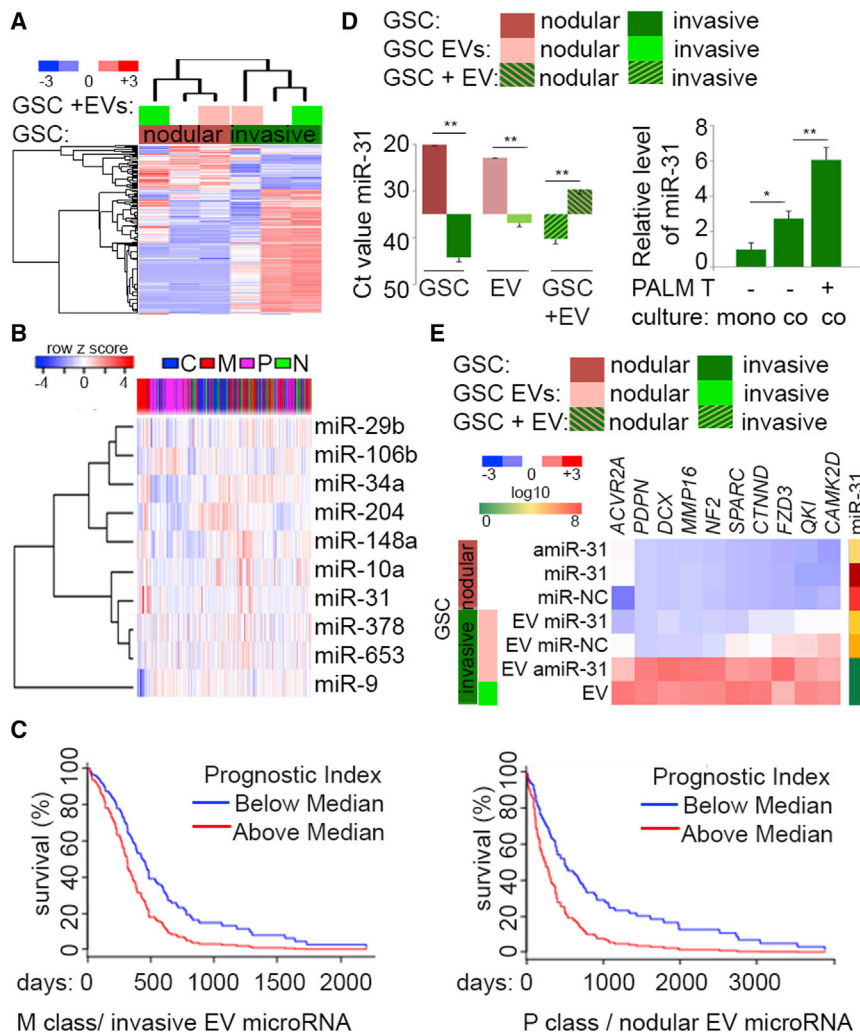 A
-3 0 +3
GSC +EVs:
GSC: nodular invasive
B
row z score
-4 0 4
C M P N
miR-29b
miR-106b
miR-34a
miR-204
miR-148a
miR-10a
miR-31
miR-378
miR-653
miR-9
C
survival (%)
100
80
60
40
20
0
Prognostic Index
Below Median
Above Median
days: 0 500 1000 2000
M class/ invasive EV microRNA
survival (%)
100
80
60
40
20
0
Prognostic Index
Below Median
Above Median
days: 0 1000 2000 3000
P class / nodular EV microRNA
D
GSC: nodular invasive
GSC EVs: nodular invasive
GSC + EV: nodular invasive
Ct value miR-31
20
30
40
50
** ** **
GSC EV GSC
+EV
Relative level
of miR-31
8
6
4
2
0
* **
PALM T - - +
culture: mono co co
E
GSC: nodular invasive
GSC EVs: nodular invasive
GSC + EV: nodular invasive
-3 0 +3
log10
0 8
ACVR2A
PDPN
DCX
MMP16
NF2
SPARC
CTNND
FZD3
QKI
CAMK2D
miR-31
GSC
nodular
invasive
amiR-31
miR-31
miR-NC
EV miR-31
EV miR-NC
EV amiR-31
EV